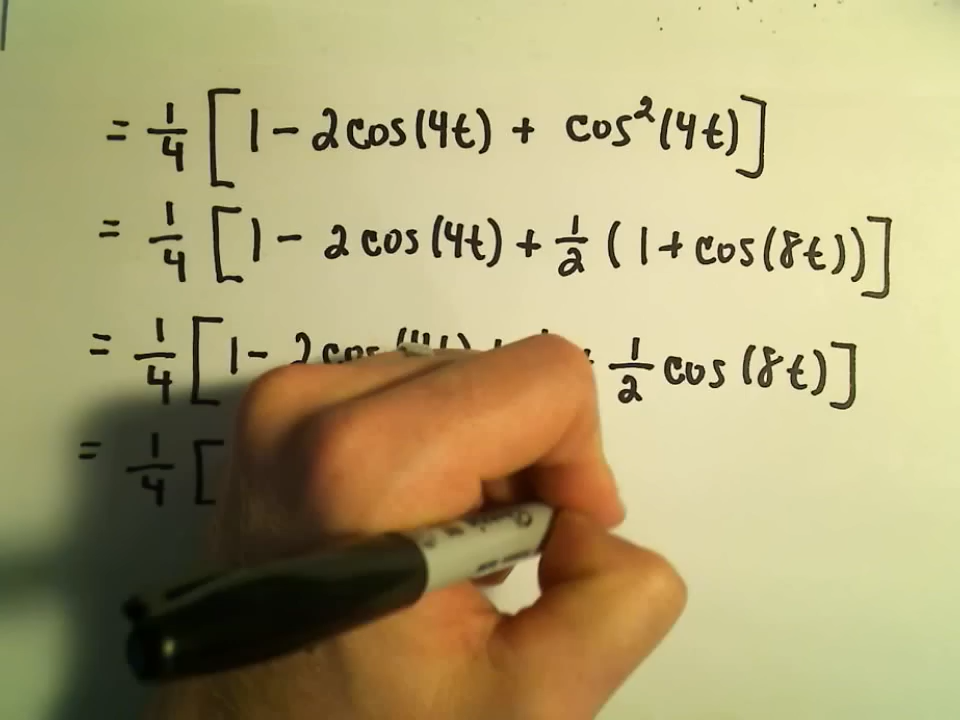 = 1/4 [1 - 2cos(4t) + cos²(4t)]
= 1/4 [1 - 2cos(4t) + 1/2 (1 + cos(8t))]
= 1/4 [1 - 2cos 1/2 cos(8t)]
= 1/4 [